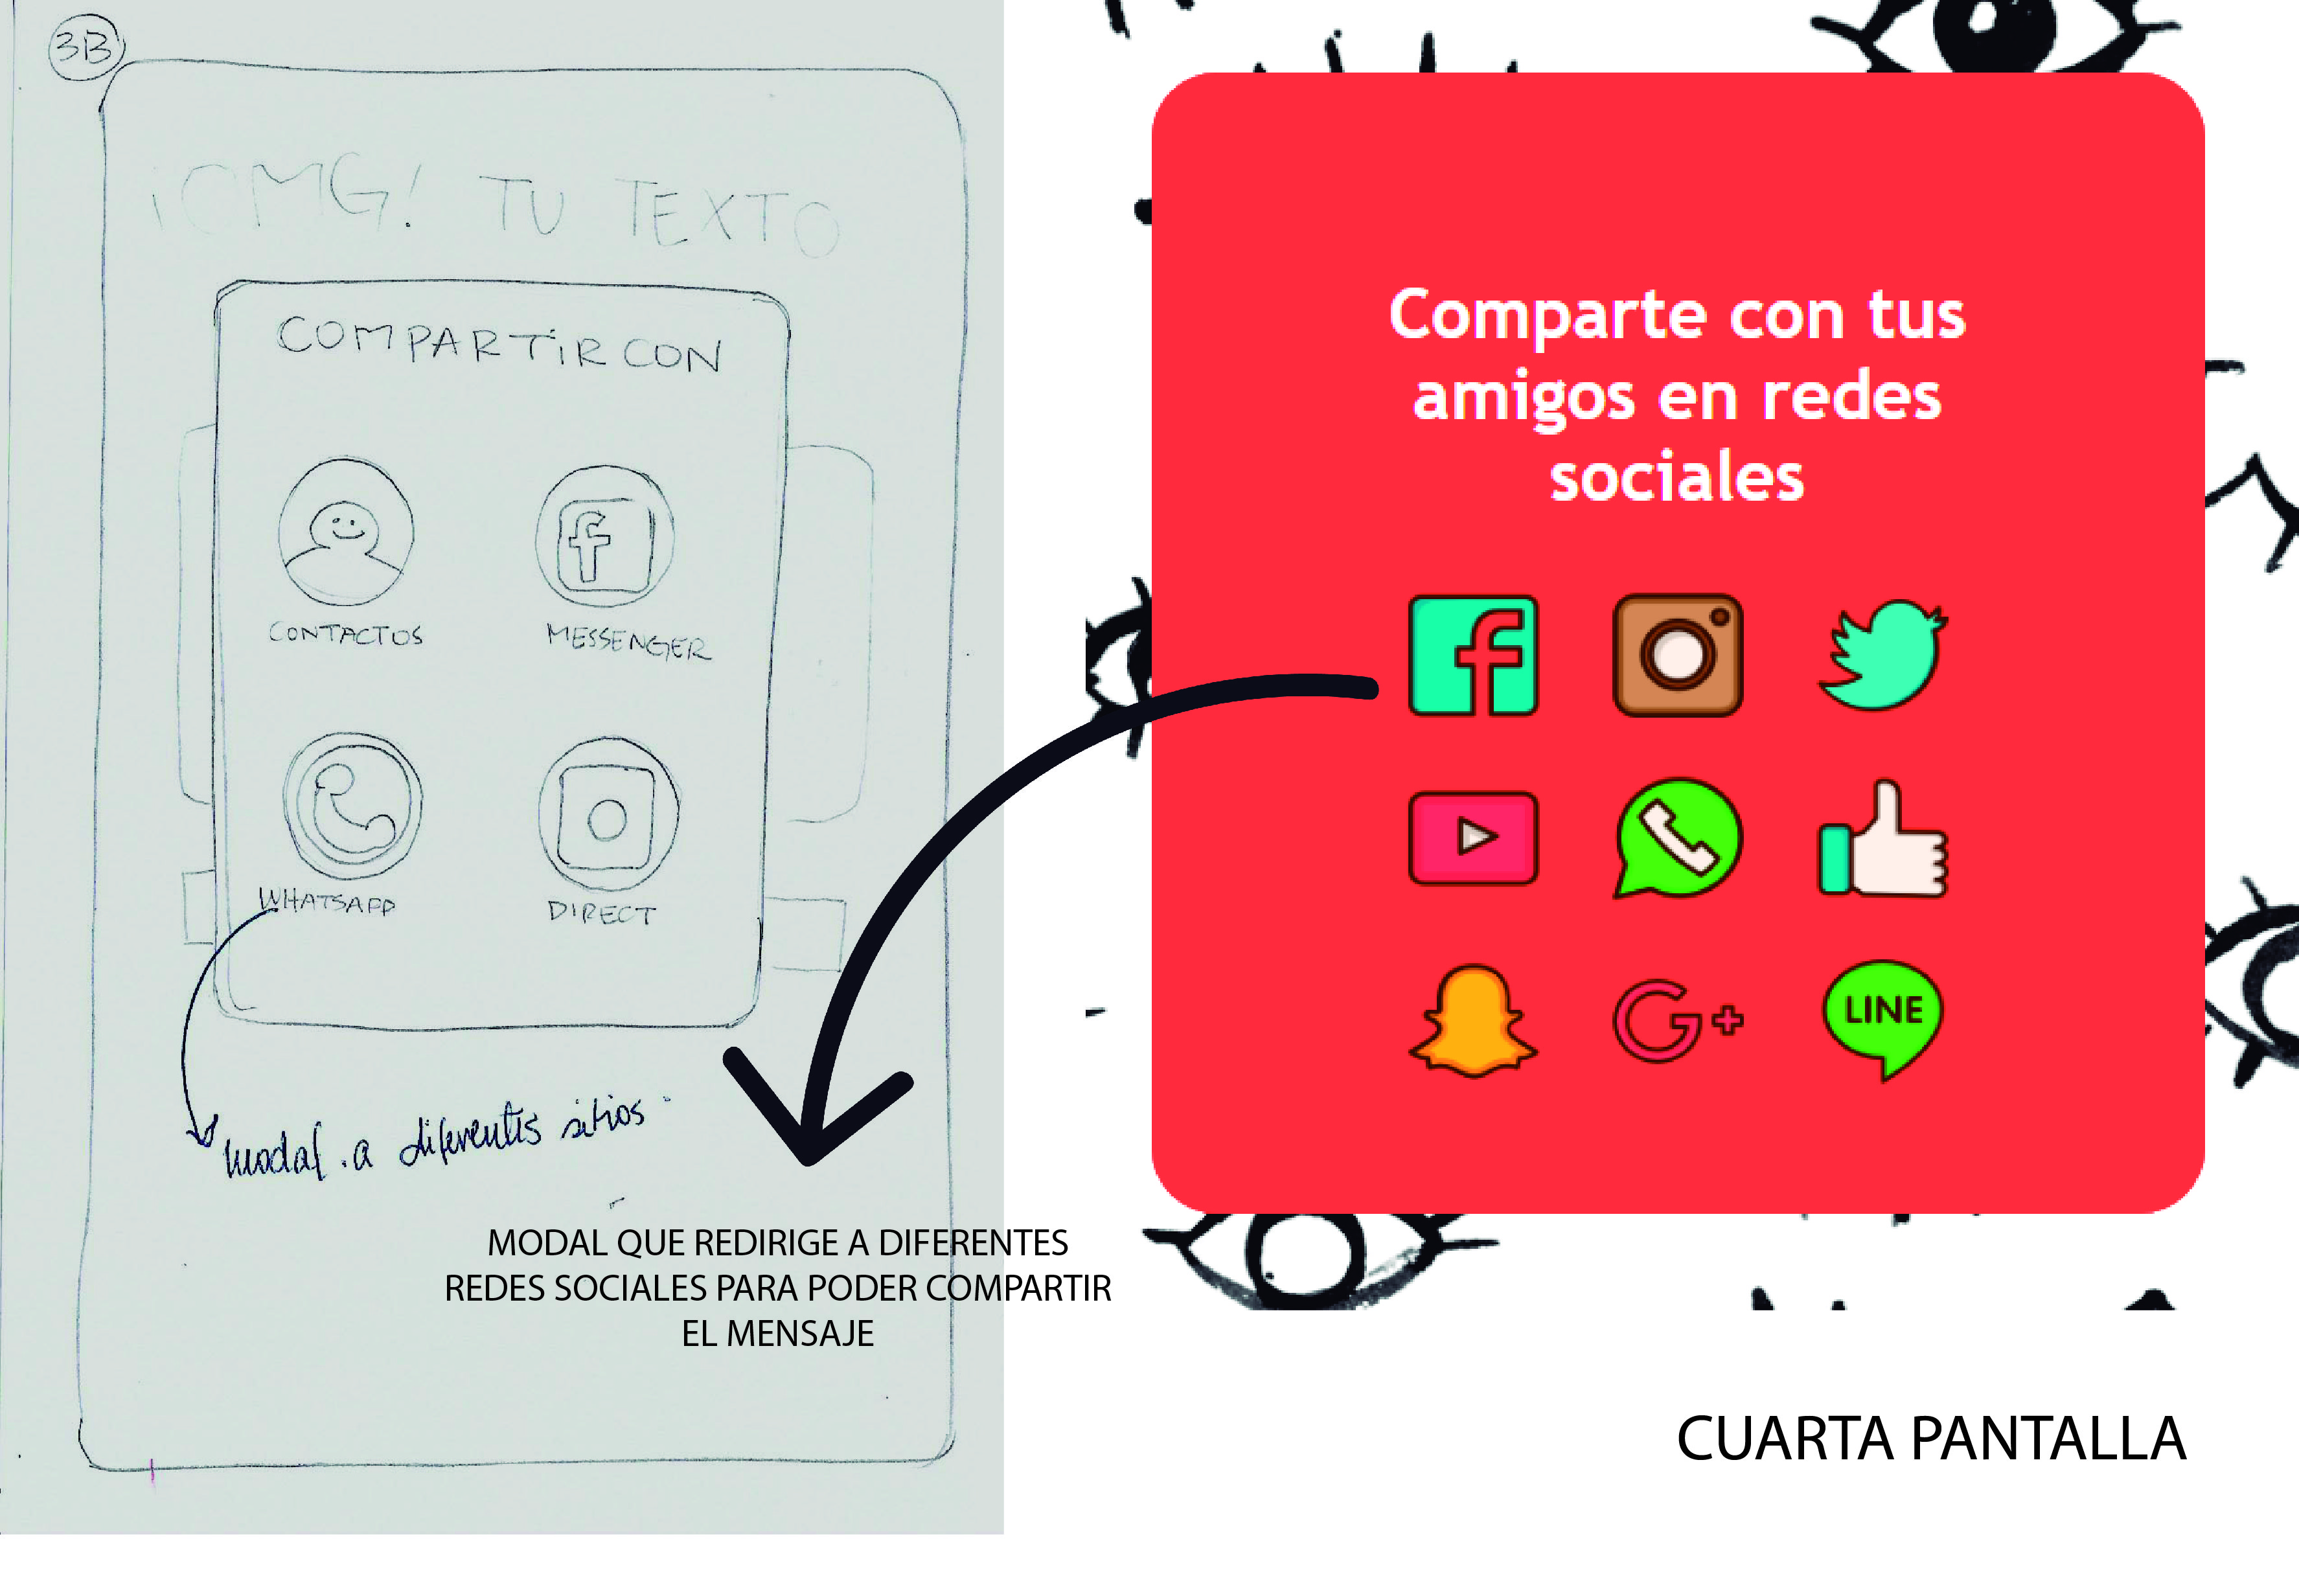 3B
¡OMG! TU TEXTO
COMPARTIR CON
CONTACTOS
MESSENGER
WHATSAPP
DIRECT
modal . a diferentes sitios
MODAL QUE REDIRIGE A DIFERENTES
REDES SOCIALES PARA PODER COMPARTIR
EL MENSAJE
Comparte con tus
amigos en redes
sociales
G+
LINE
CUARTA PANTALLA